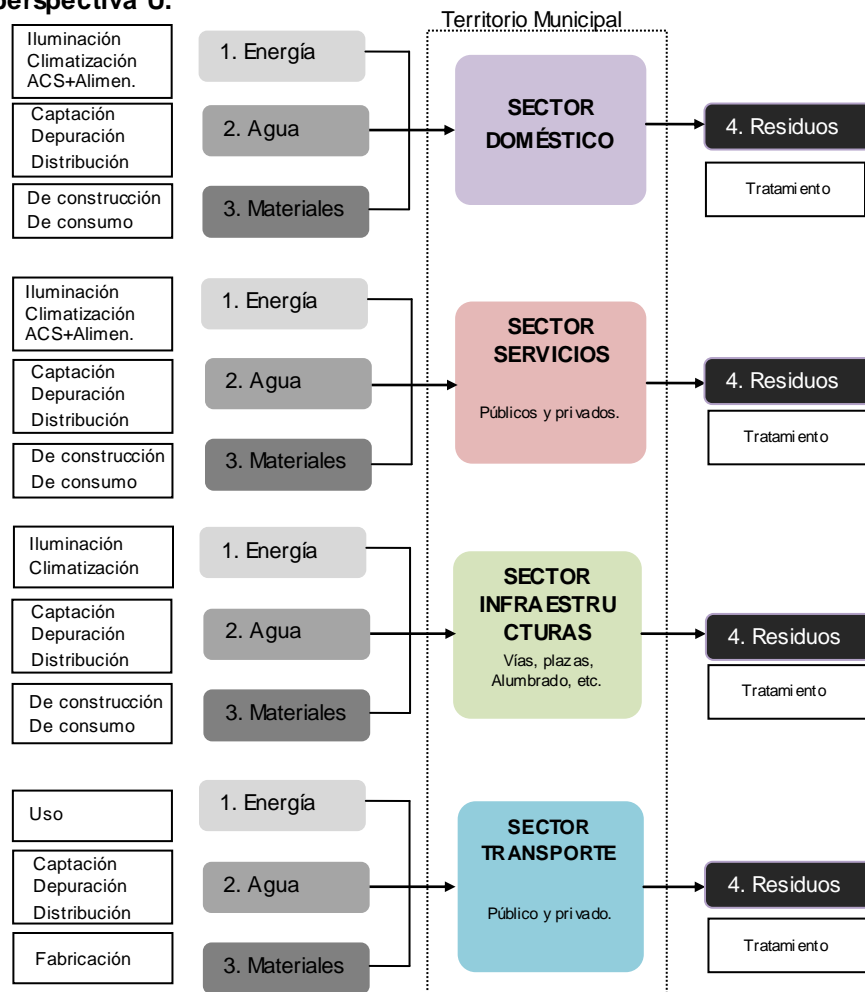 perspectiva U.
Territorio Municipal
Iluminación
Climatización
ACS+Alimen.
Captación
Depuración
Distribución
De construcción
De consumo
1. Energía
2. Agua
3. Materiales
SECTOR
DOMÉSTICO
4. Residuos
Tratamiento
Iluminación
Climatización
ACS+Alimen.
Captación
Depuración
Distribución
De construcción
De consumo
1. Energía
2. Agua
3. Materiales
SECTOR
SERVICIOS
Públicos y privados.
4. Residuos
Tratamiento
Iluminación
Climatización
Captación
Depuración
Distribución
De construcción
De consumo
1. Energía
2. Agua
3. Materiales
SECTOR
INFRAESTRU
CTURAS
Vías, plazas,
Alumbrado, etc.
4. Residuos
Tratamiento
Uso
Captación
Depuración
Distribución
Fabricación
1. Energía
2. Agua
3. Materiales
SECTOR
TRANSPORTE
Público y privado.
4. Residuos
Tratamiento